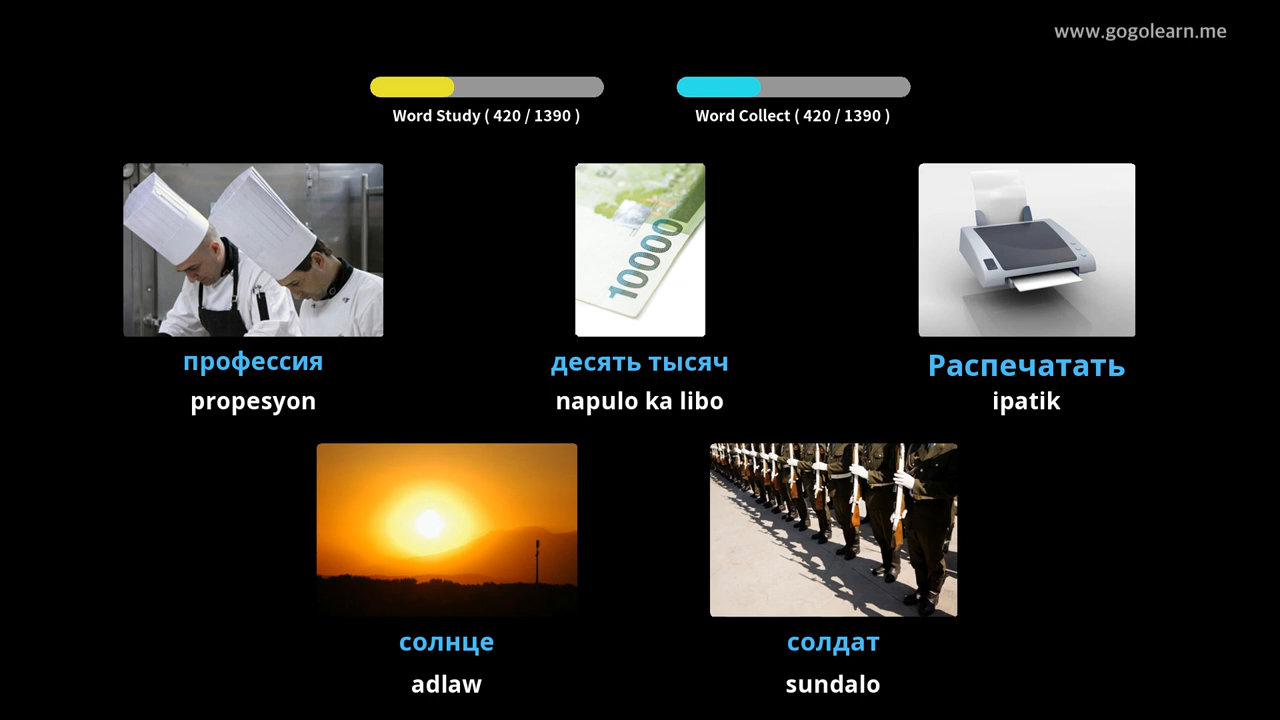 www.gogolearn.me
Word Study ( 420 / 1390 )
Word Collect ( 420 / 1390 )
10000
профессия
propesyon
десять тысяч
napulo ka libo
Распечатать
ipatik
солнце
adlaw
солдат
sundalo